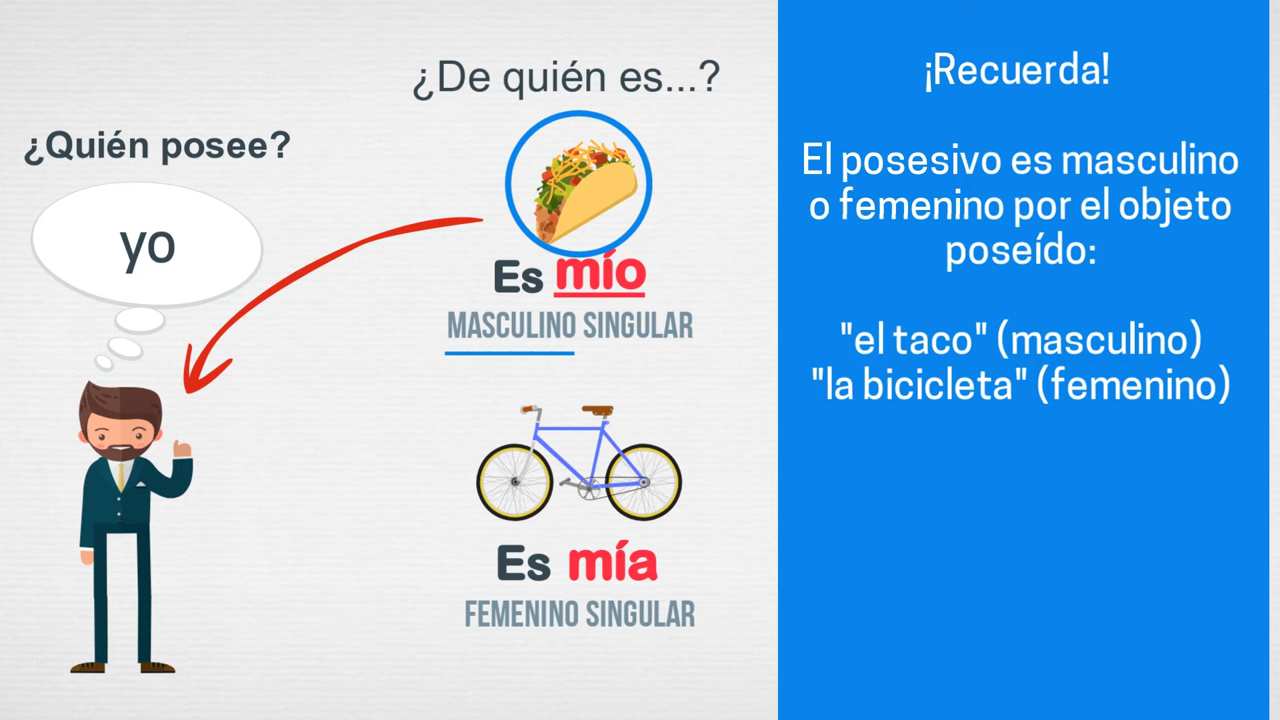 ¿De quién es...?
¿Quién posee?
yo
Es mío
MASCULINO SINGULAR
Es mía
FEMENINO SINGULAR
¡Recuerda!
El posesivo es masculino
o femenino por el objeto
poseído:
"el taco" (masculino)
"la bicicleta" (femenino)